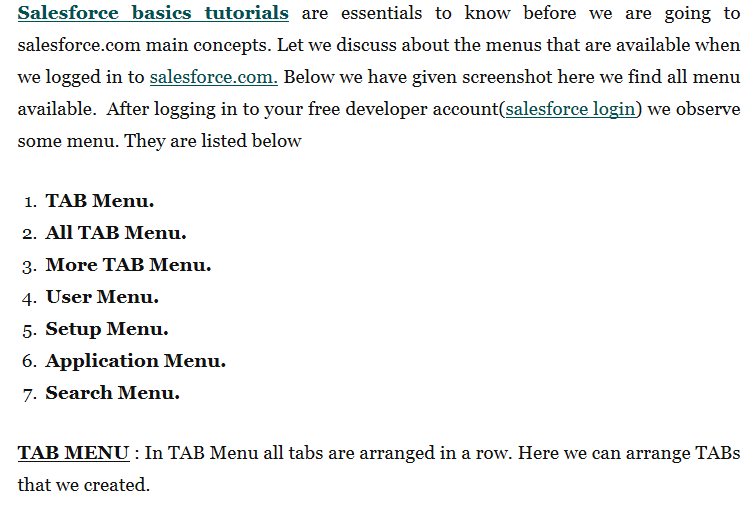 Salesforce basics tutorials are essentials to know before we are going to
salesforce.com main concepts. Let we discuss about the menus that are available when
we logged in to salesforce.com. Below we have given screenshot here we find all menu
available.  After logging in to your free developer account(salesforce login) we observe
some menu. They are listed below
1. TAB Menu.
2. All TAB Menu.
3. More TAB Menu.
4. User Menu.
5. Setup Menu.
6. Application Menu.
7. Search Menu.
TAB MENU : In TAB Menu all tabs are arranged in a row. Here we can arrange TABs
that we created.